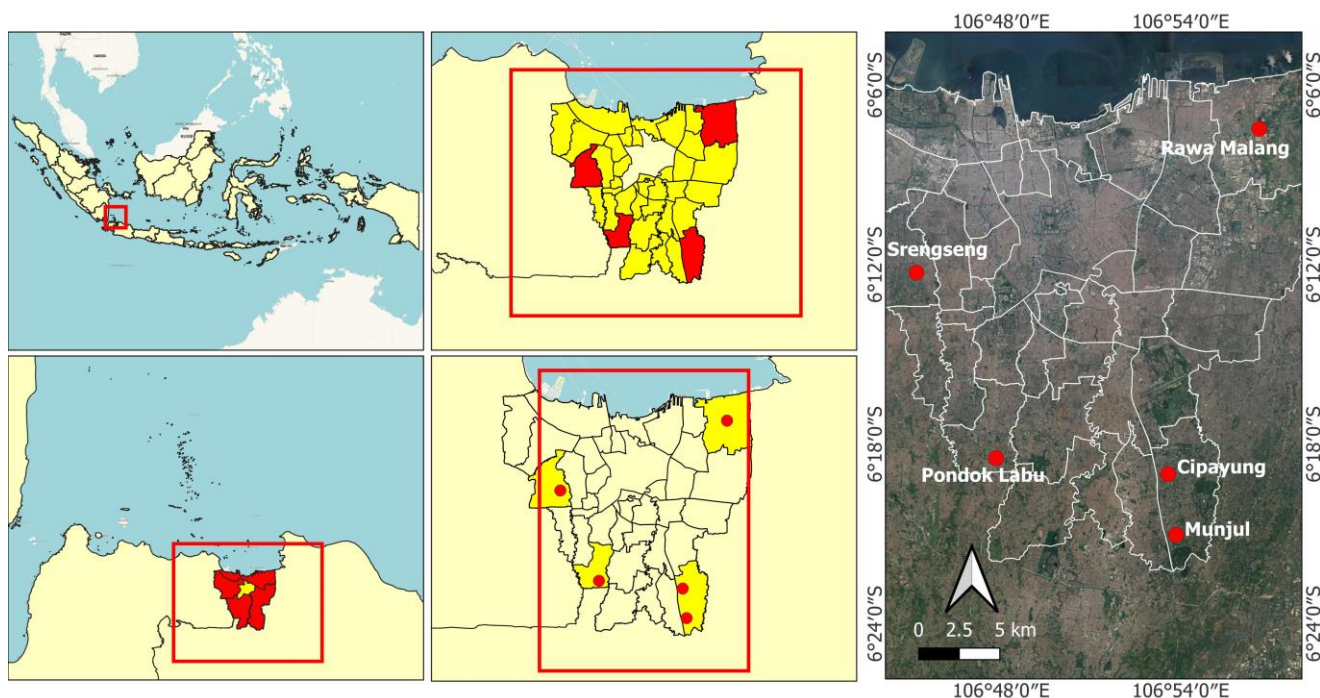 106°48′0″E
106°54′0″E
6°6′0″S
6°6′0″S
Rawa Malang
Srengseng
6°12′0″S
6°12′0″S
6°18′0″S
6°18′0″S
Pondok Labu
Cipayung
Munjul
0 2.5 5 km
6°24′0″S
6°24′0″S
106°48′0″E
106°54′0″E